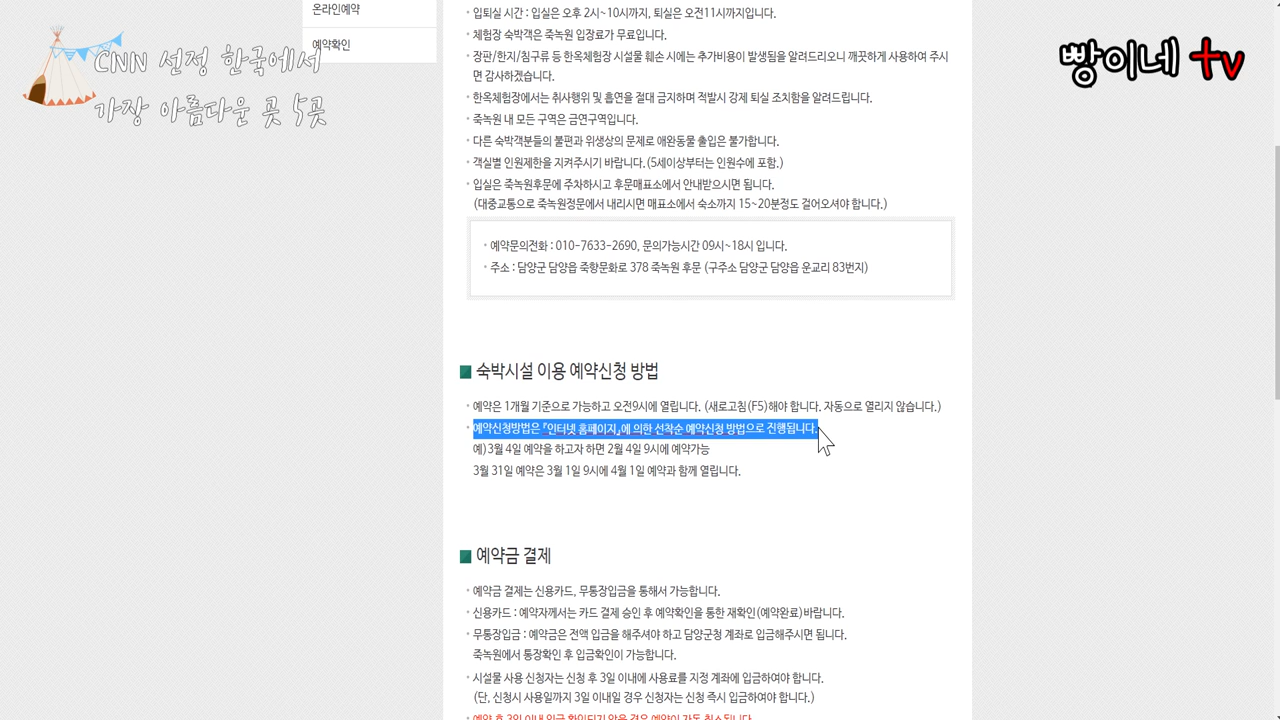 온라인예약
예약확인
CNN 선정 한국에서
가장 아름다운 곳 5곳
빵이네 tv
입퇴실 시간 : 입실은 오후 2시~10시까지, 퇴실은 오전11시까지입니다.
체험장 숙박객은 죽녹원 입장료가 무료입니다.
장판/한지/침구류 등 한옥체험장 시설물 훼손 시에는 추가비용이 발생됨을 알려드리오니 깨끗하게 사용하여 주시
면 감사하겠습니다.
한옥체험장에서는 취사행위 및 흡연을 절대 금지하며 적발시 강제 퇴실 조치함을 알려드립니다.
죽녹원 내 모든 구역은 금연구역입니다.
다른 숙박객분들의 불편과 위생상의 문제로 애완동물 출입은 불가합니다.
객실별 인원제한을 지켜주시기 바랍니다.(5세이상부터는 인원수에 포함.)
입실은 죽녹원후문에 주차하시고 후문매표소에서 안내받으시면 됩니다.
(대중교통으로 죽녹원정문에서 내리시면 매표소에서 숙소까지 15~20분정도 걸어오셔야 합니다.)
예약문의전화 : 010-7633-2690, 문의가능시간 09시~18시 입니다.
주소 : 담양군 담양읍 죽향문화로 378 죽녹원 후문 (구주소 담양군 담양읍 운교리 83번지)
숙박시설 이용 예약신청 방법
예약은 1개월 기준으로 가능하고 오전9시에 열립니다. (새로고침(F5)해야 합니다. 자동으로 열리지 않습니다.)
예약신청방법은 『인터넷 홈페이지』에 의한 선착순 예약신청 방법으로 진행됩니다.
예)3월 4일 예약을 하고자 하면 2월 4일 9시에 예약가능
3월 31일 예약은 3월 1일 9시에 4월 1일 예약과 함께 열립니다.
예약금 결제
예약금 결제는 신용카드, 무통장입금을 통해서 가능합니다.
신용카드 : 예약자께서는 카드 결제 승인 후 예약확인을 통한 재확인(예약완료)바랍니다.
무통장입금 : 예약금은 전액 입금을 해주셔야 하고 담양군청 계좌로 입금해주시면 됩니다.
죽녹원에서 통장확인 후 입금확인이 가능합니다.
시설물 사용 신청자는 신청 후 3일 이내에 사용료를 지정 계좌에 입금하여야 합니다.
(단, 신청시 사용일까지 3일 이내일 경우 신청자는 신청 즉시 입금하여야 합니다.)
예약 후 3일 이내 입금 확인되지 않을 경우 예약이 자동 취소됩니다.